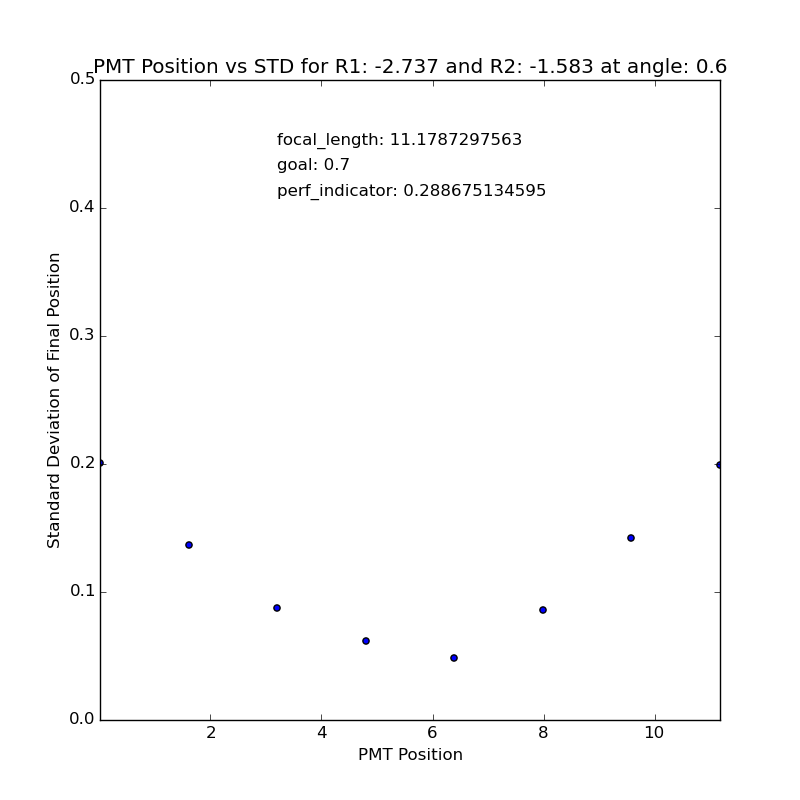 PMT Position vs STD for R1: -2.737 and R2: -1.583 at angle: 0.6
focal_length: 11.1787297563
goal: 0.7
perf_indicator: 0.288675134595
Standard Deviation of Final Position
0.5
0.4
0.3
0.2
0.1
0.0
2 4 6 8 10
PMT Position